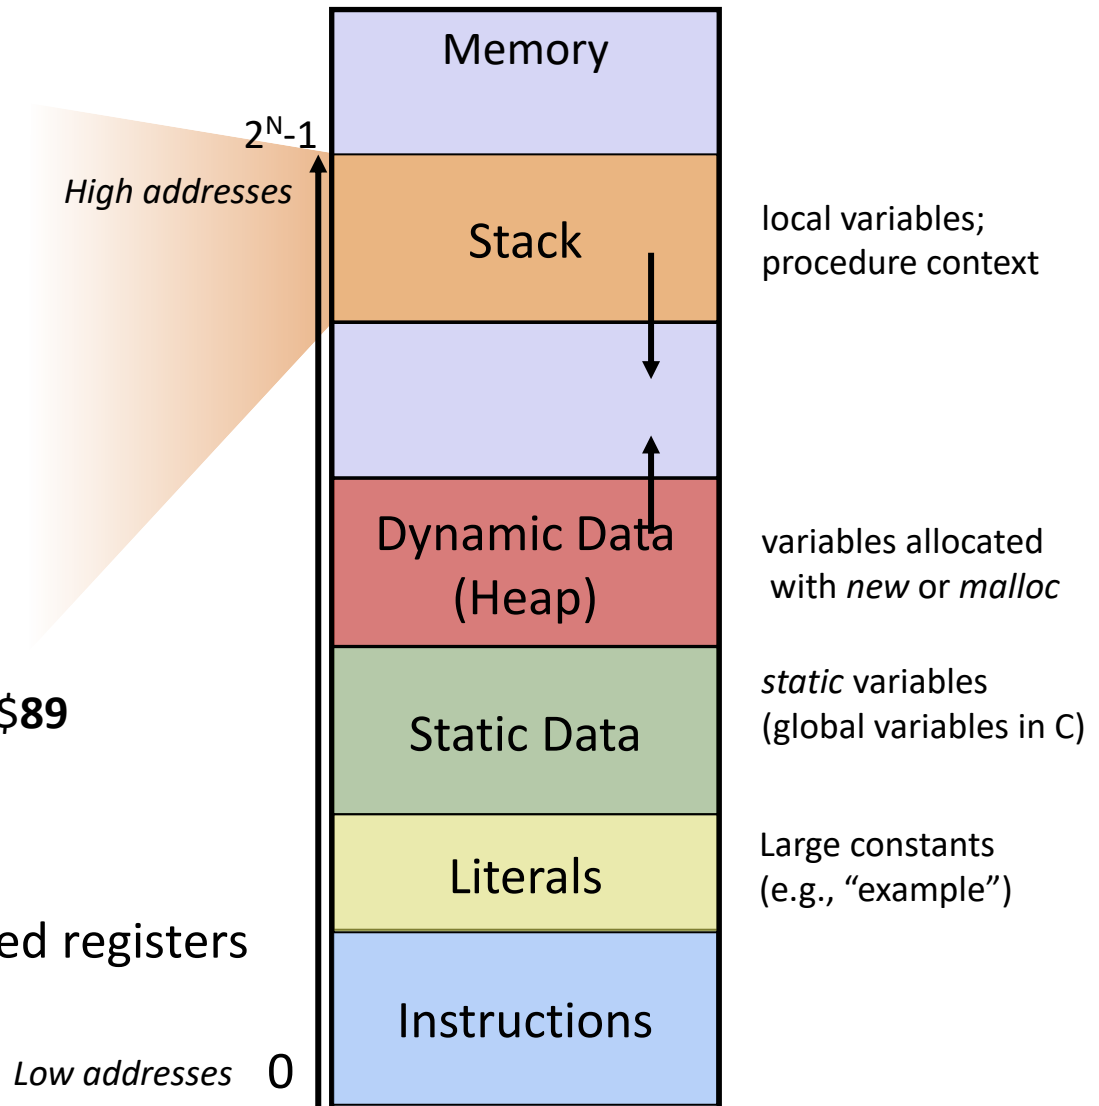 Memory
2^N-1
High addresses
Stack
local variables;
procedure context
Dynamic Data
(Heap)
variables allocated
with new or malloc
$89
Static Data
static variables
(global variables in C)
Literals
Large constants
(e.g., “example”)
ed registers
Instructions
Low addresses 0